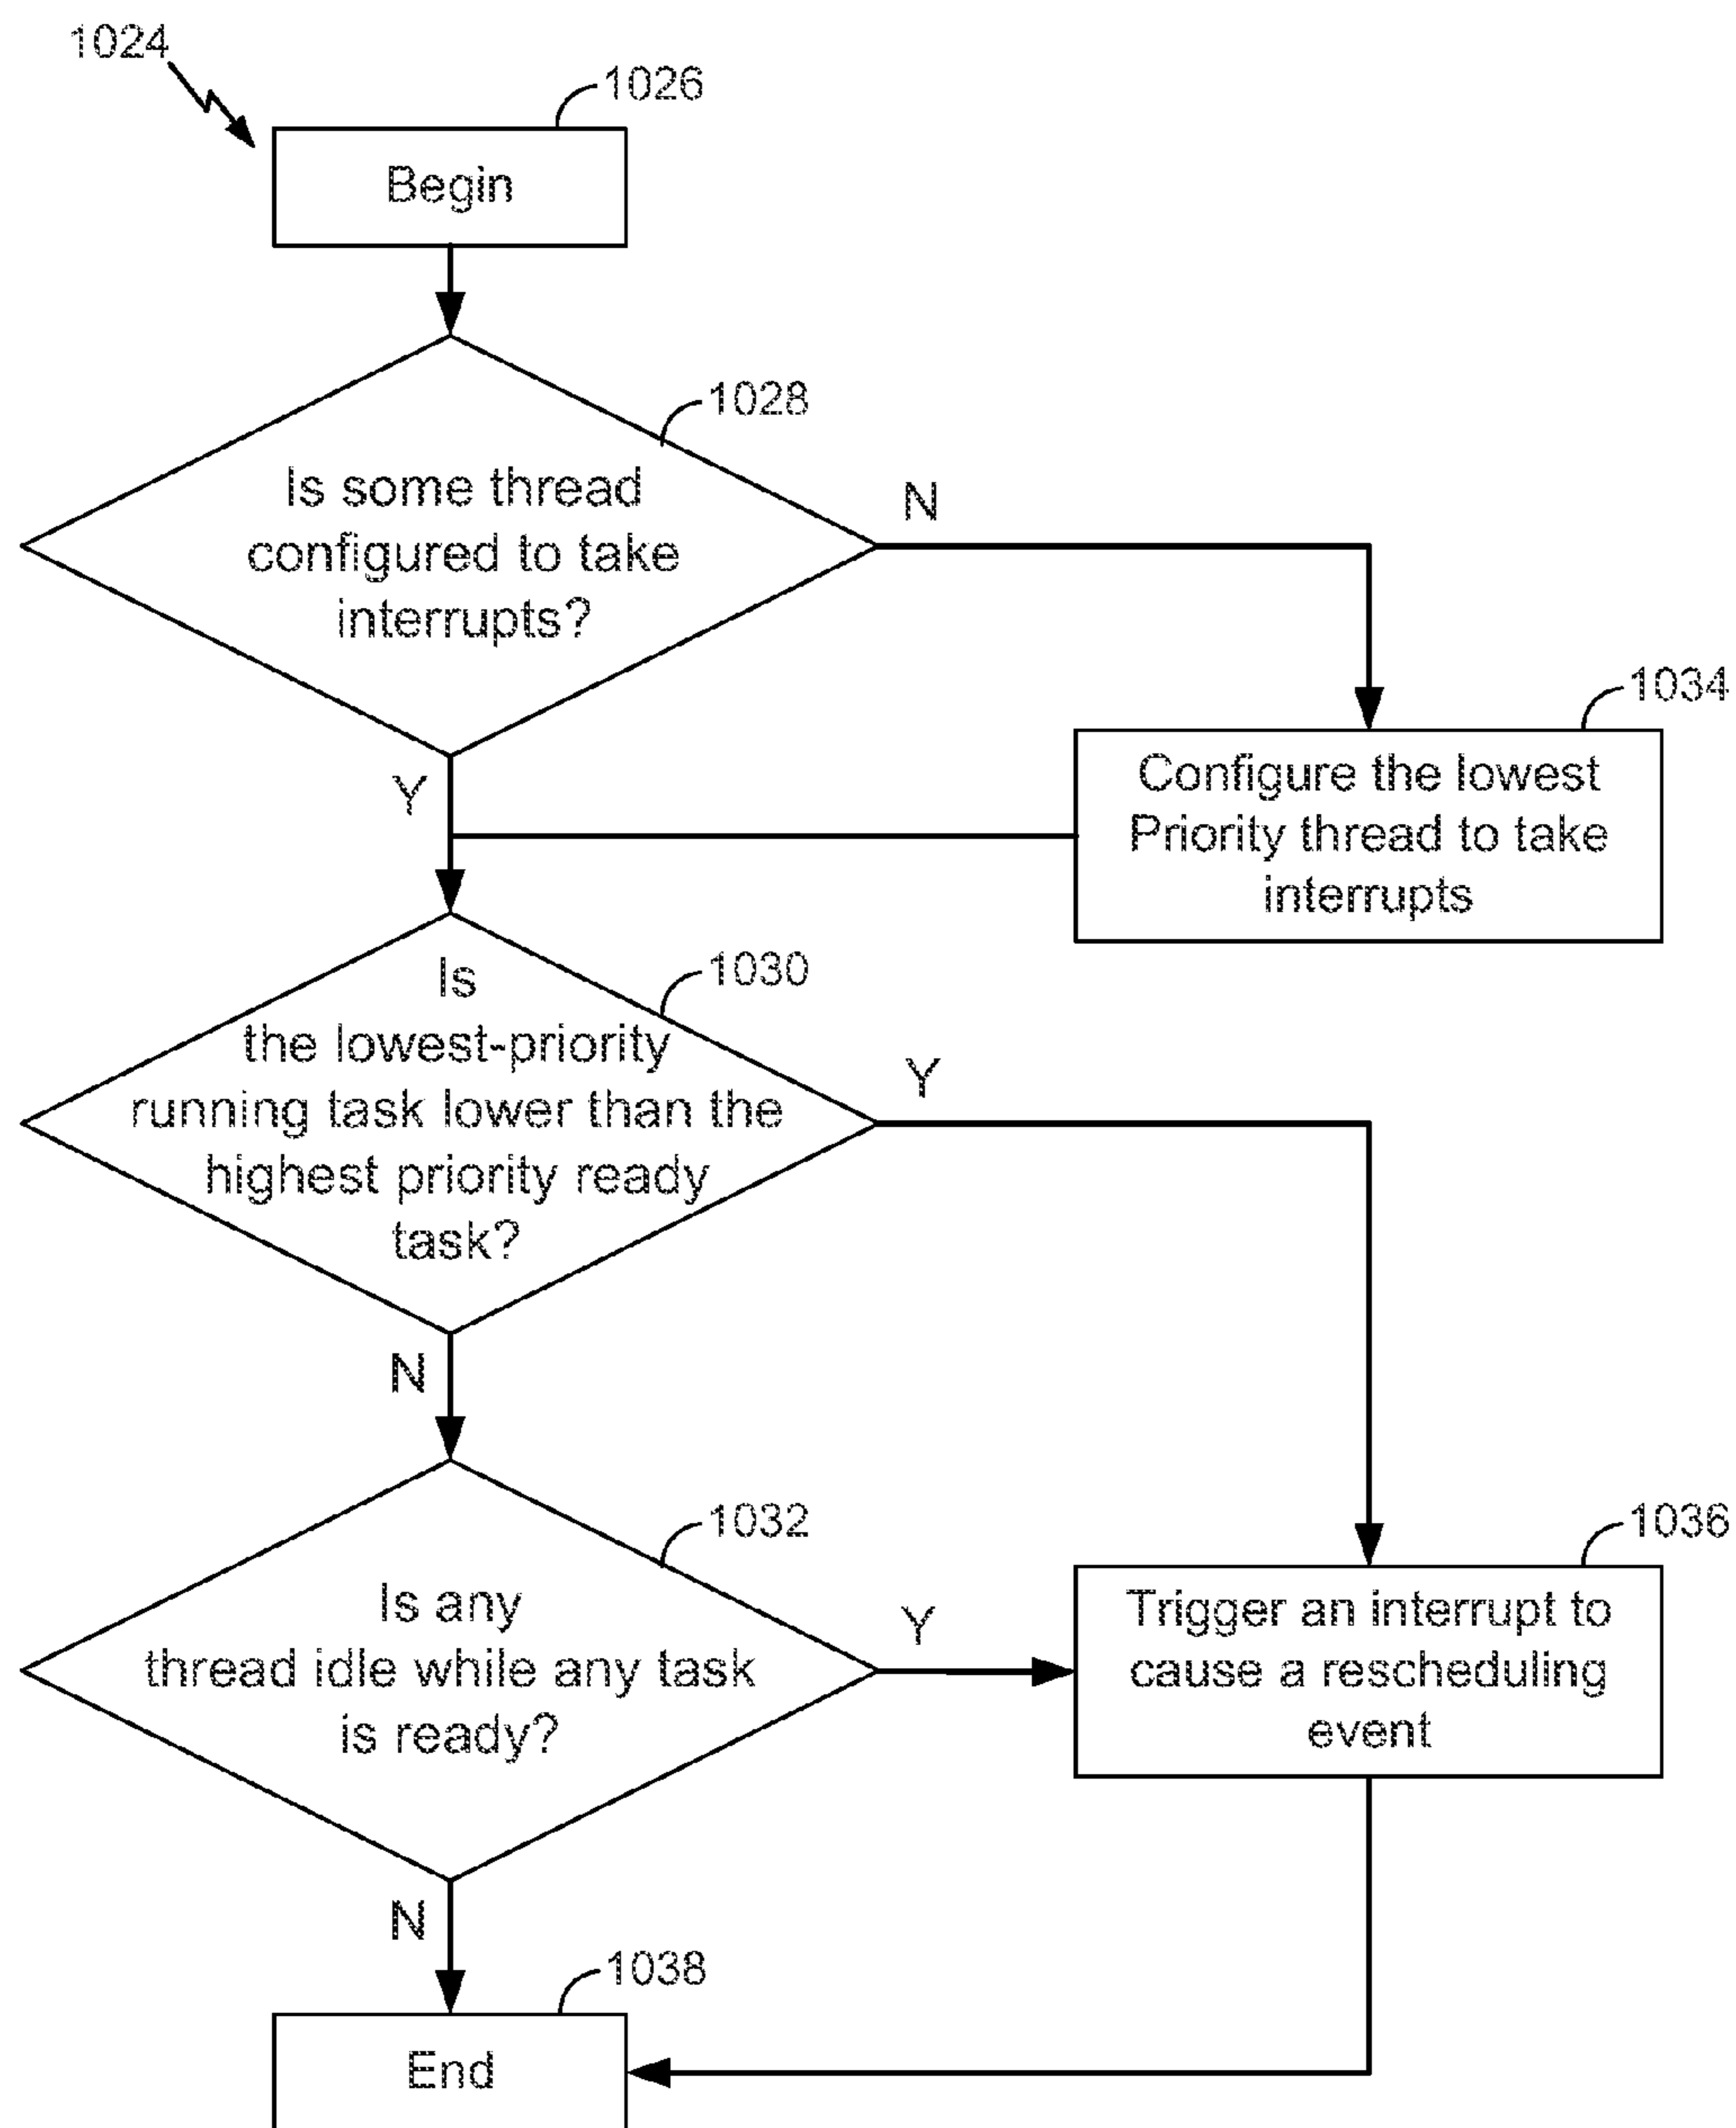 1024
1026
Begin
1028
Is some thread
configured to take
interrupts?
N
Y
1034
Configure the lowest
Priority thread to take
interrupts
1030
Is
the lowest-priority
running task lower than the
highest priority ready
task?
Y
N
1032
Is any
thread idle while any task
is ready?
Y
1036
Trigger an interrupt to
cause a rescheduling
event
N
1038
End